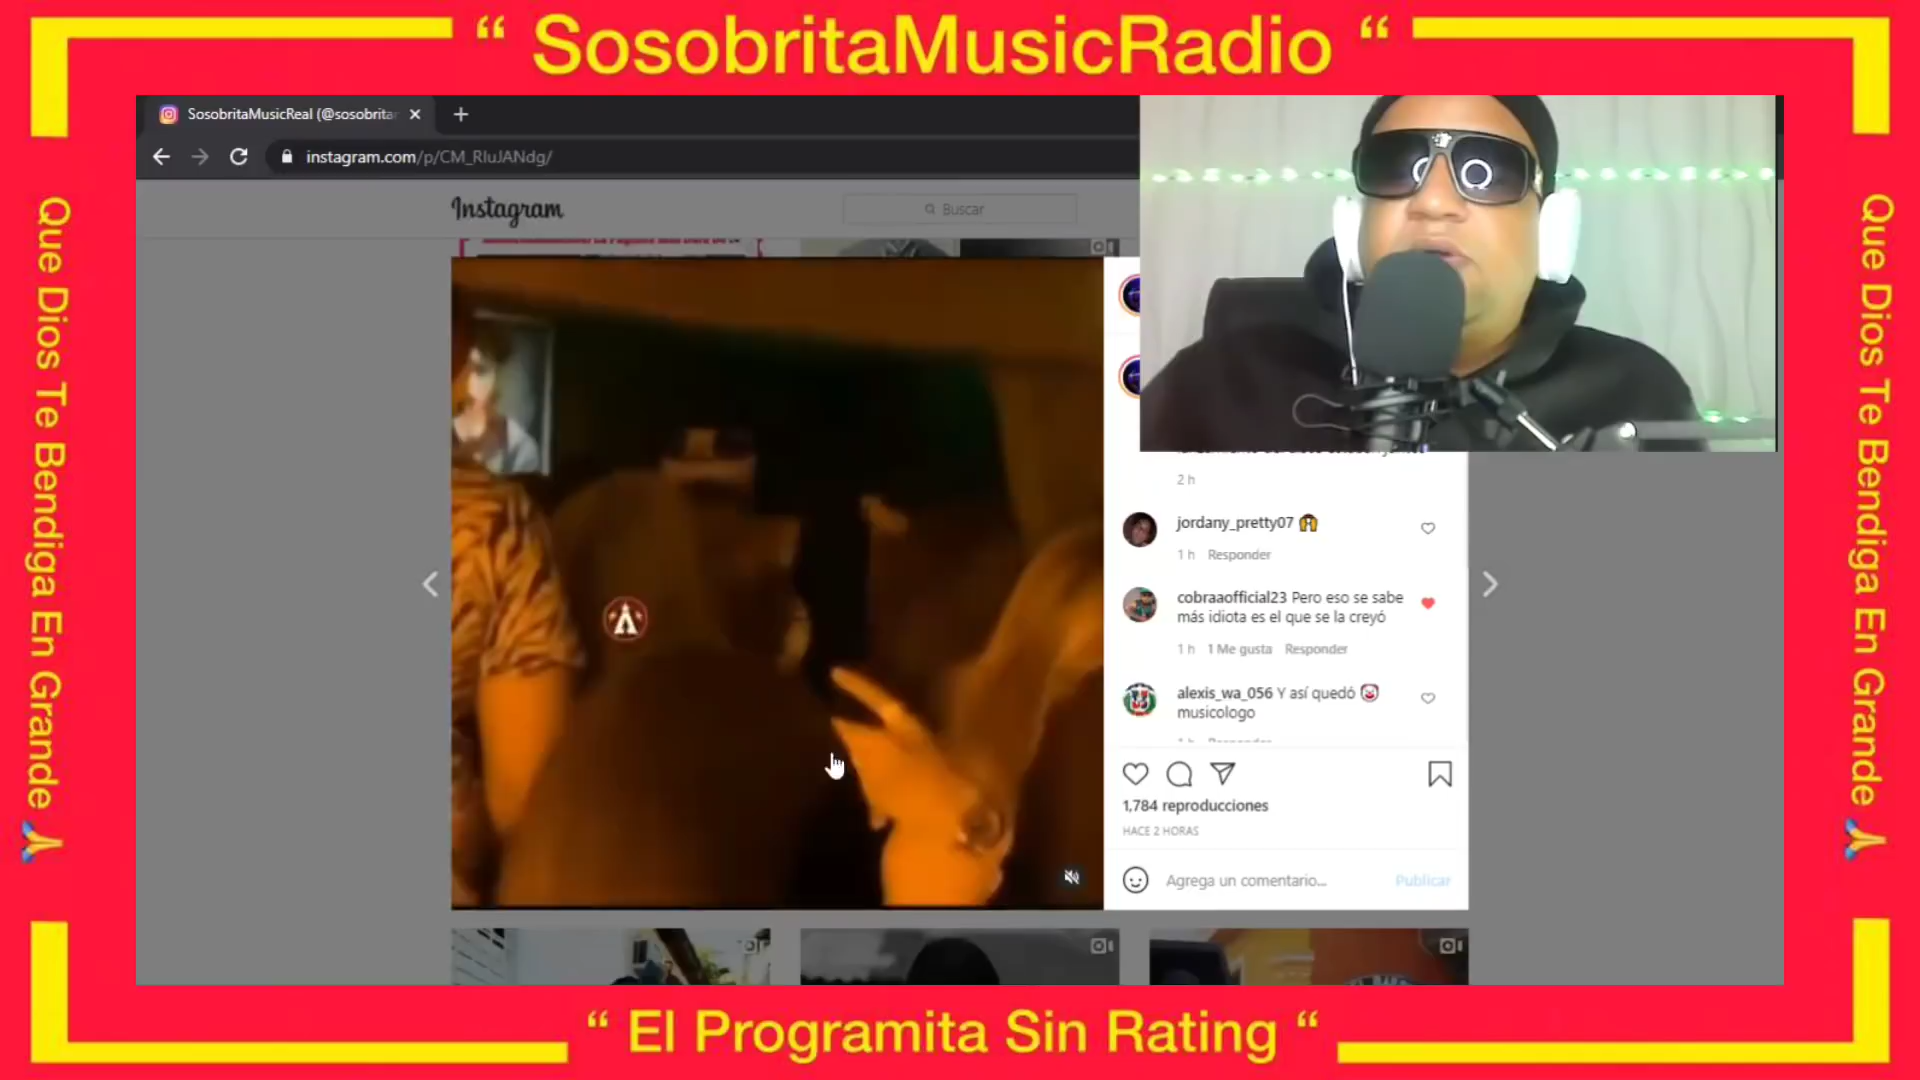 “ SosobritaMusicRadio “
SosobritaMusicReal (@sosobritar
instagram.com/p/CM_RIuJANdg/
Instagram
Buscar
Que Dios Te Bendiga En Grande 🙏
Que Dios Te Bendiga En Grande 🙏
2 h
jordany_pretty07 🙌
1 h Responder
cobraaofficial23 Pero eso se sabe
más idiota es el que se la creyó
1 h 1 Me gusta Responder
alexis_wa_056 Y así quedó 🤡
musicologo
1,784 reproducciones
HACE 2 HORAS
Agrega un comentario...
Publicar
“ El Programita Sin Rating “